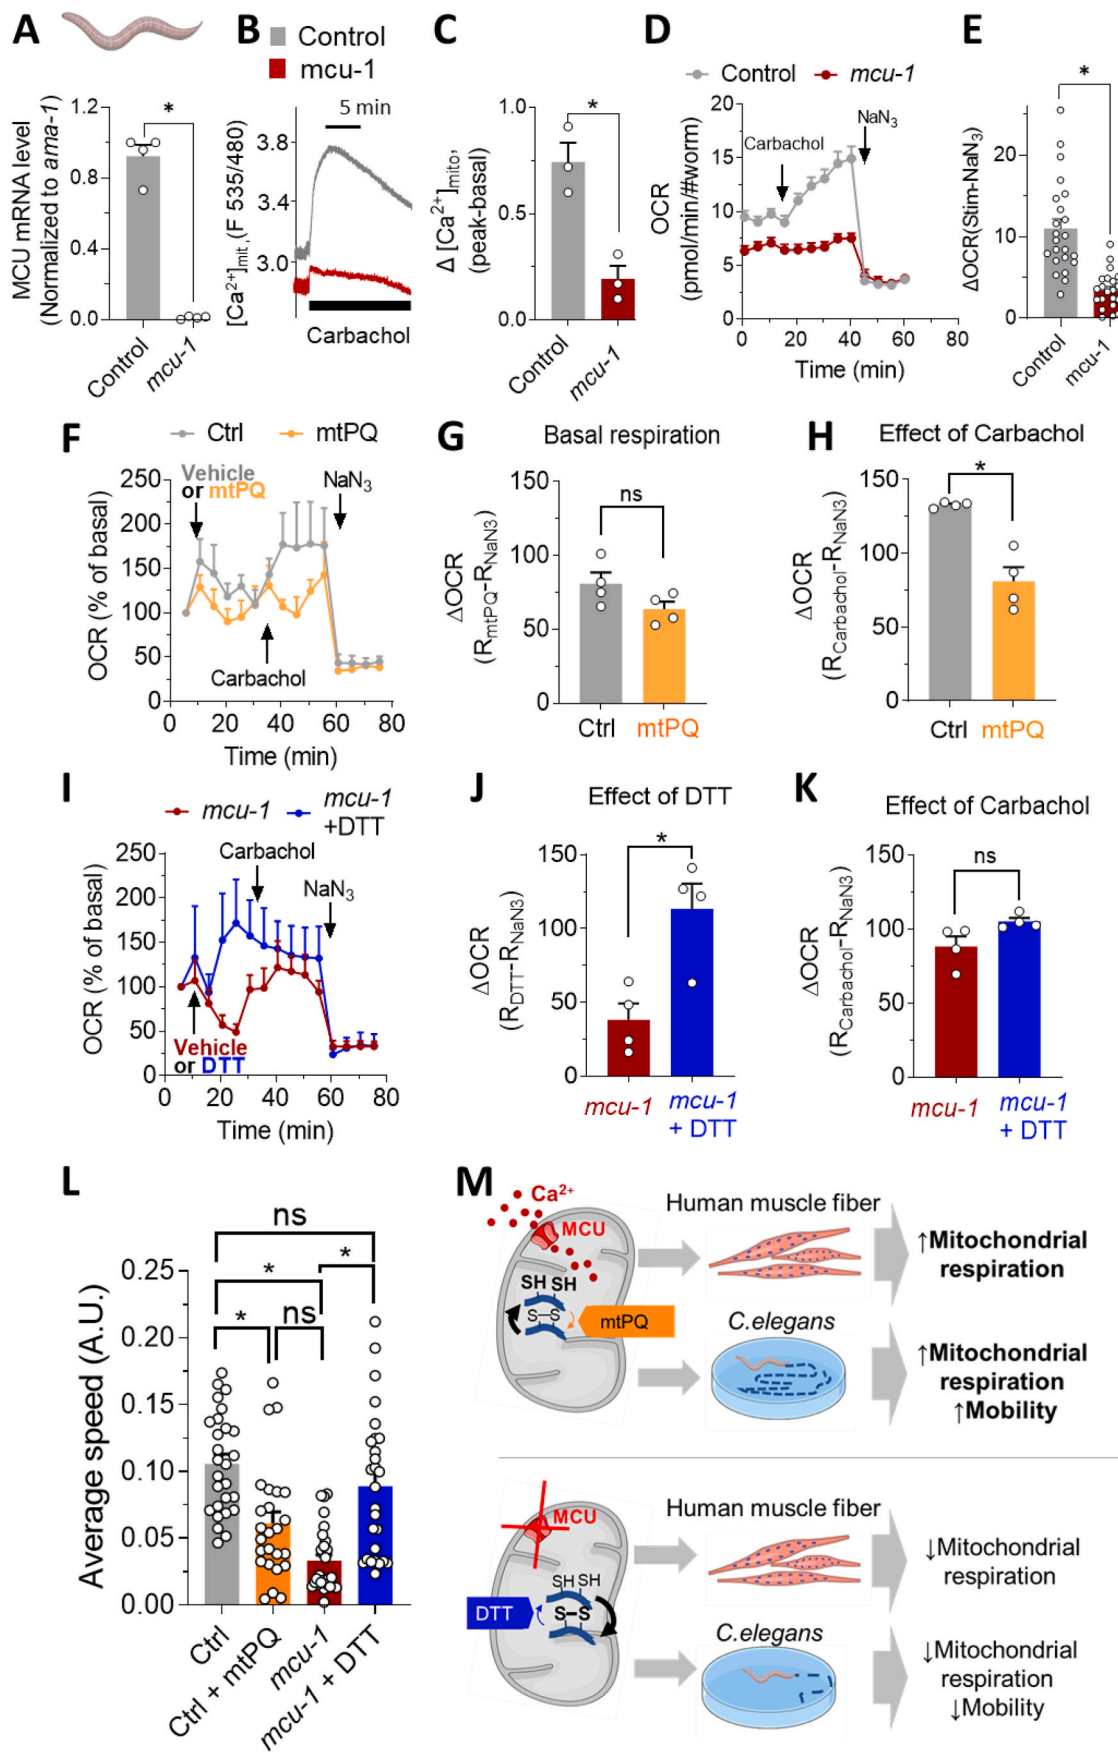 A
MCU mRNA level
(Normalized to ama-1)
1.2
0.8
0.4
0.0
*
Control
mcu-1
B
Control
mcu-1
[Ca²⁺]mit,(F 535/480)
5 min
3.8
3.4
3.0
Carbachol
C
Δ [Ca²⁺]mito,
(peak-basal)
1.0
0.5
0.0
*
Control
mcu-1
D
Control
mcu-1
OCR
(pmol/min/#worm)
20
15
10
5
0
Carbachol
NaN₃
0 20 40 60 80
Time (min)
E
ΔOCR(Stim-NaN₃)
20
10
0
*
Control
mcu-1
F
Ctrl
mtPQ
Vehicle
or mtPQ
NaN₃
OCR (% of basal)
250
200
150
100
50
0
Carbachol
0 20 40 60 80
Time (min)
G
Basal respiration
ΔOCR
(RmtPQ-RNaN3)
150
100
50
0
ns
Ctrl
mtPQ
H
Effect of Carbachol
ΔOCR
(RCarbachol-RNaN3)
150
100
50
0
*
Ctrl
mtPQ
I
mcu-1
mcu-1
+DTT
Carbachol
NaN₃
OCR (% of basal)
250
200
150
100
50
0
Vehicle
or DTT
0 20 40 60 80
Time (min)
J
Effect of DTT
ΔOCR
(RDTT-RNaN3)
150
100
50
0
*
mcu-1
mcu-1
+ DTT
K
Effect of Carbachol
ΔOCR
(RCarbachol-RNaN3)
150
100
50
0
ns
mcu-1
mcu-1
+ DTT
L
Average speed (A.U.)
0.25
0.20
0.15
0.10
0.05
0.00
ns
*
*
*
ns
Ctrl
Ctrl + mtPQ
mcu-1
mcu-1 + DTT
M
Ca²⁺
MCU
SH SH
S-S
mtPQ
Human muscle fiber
↑Mitochondrial
respiration
C.elegans
↑Mitochondrial
respiration
↑Mobility
MCU
SH SH
S-S
DTT
Human muscle fiber
↓Mitochondrial
respiration
C.elegans
↓Mitochondrial
respiration
↓Mobility